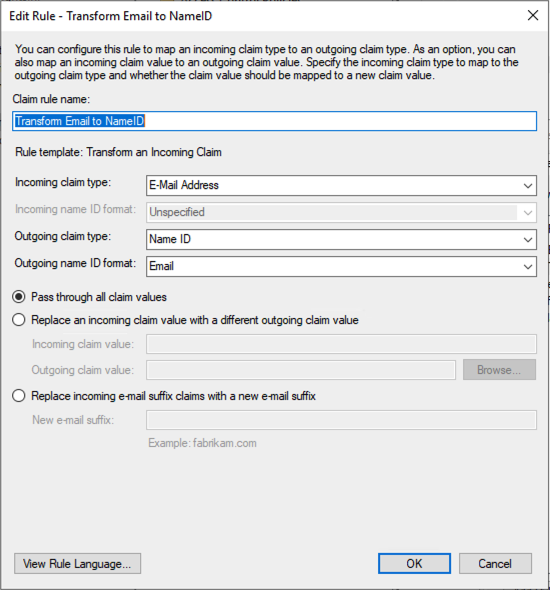 Edit Rule - Transform Email to NameID
You can configure this rule to map an incoming claim type to an outgoing claim type. As an option, you can
also map an incoming claim value to an outgoing claim value. Specify the incoming claim type to map to the
outgoing claim type and whether the claim value should be mapped to a new claim value.
Claim rule name:
Transform Email to NameID
Rule template: Transform an Incoming Claim
Incoming claim type: E-Mail Address
Incoming name ID format: Unspecified
Outgoing claim type: Name ID
Outgoing name ID format: Email
Pass through all claim values
Replace an incoming claim value with a different outgoing claim value
Incoming claim value:
Outgoing claim value: Browse...
Replace incoming e-mail suffix claims with a new e-mail suffix
New e-mail suffix:
Example: fabrikam.com
View Rule Language... OK Cancel